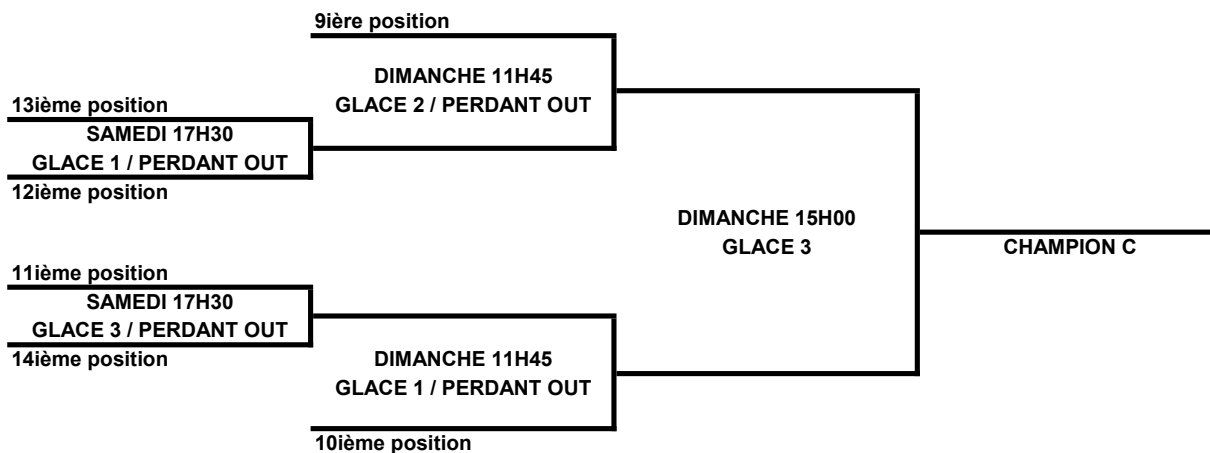 9ière position
DIMANCHE 11H45
GLACE 2 / PERDANT OUT
13ième position
SAMEDI 17H30
GLACE 1 / PERDANT OUT
12ième position
DIMANCHE 15H00
GLACE 3
CHAMPION C
11ième position
SAMEDI 17H30
GLACE 3 / PERDANT OUT
14ième position
DIMANCHE 11H45
GLACE 1 / PERDANT OUT
10ième position